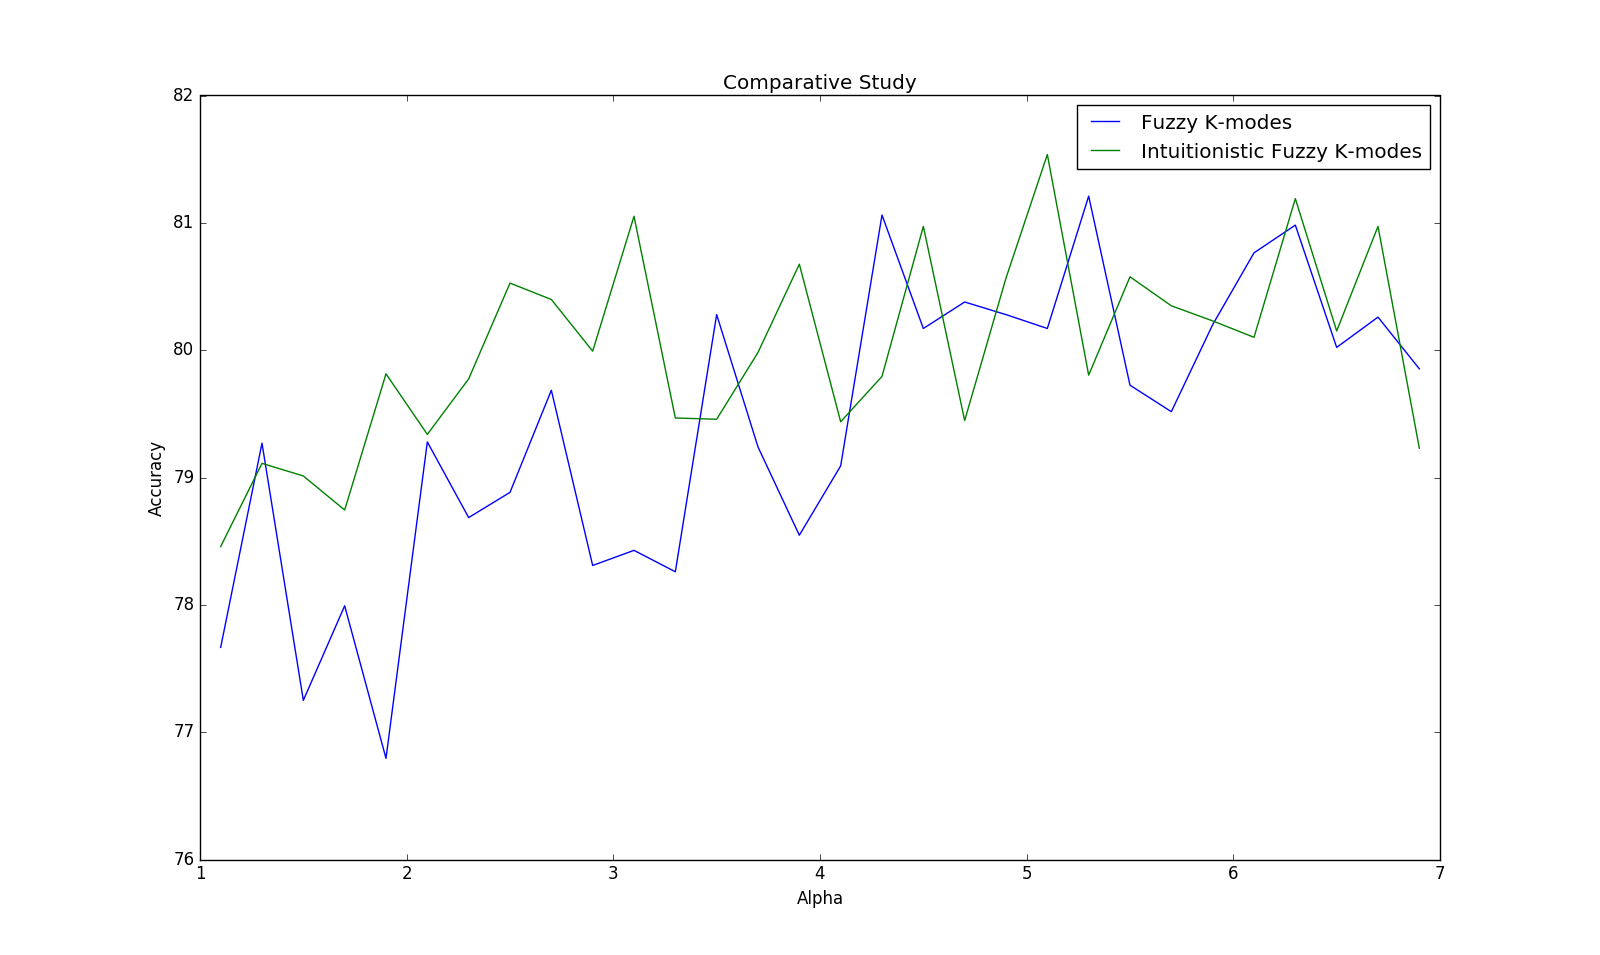 Comparative Study
Fuzzy K-modes
Intuitionistic Fuzzy K-modes
82
81
80
79
78
77
76
Accuracy
1 2 3 4 5 6 7
Alpha